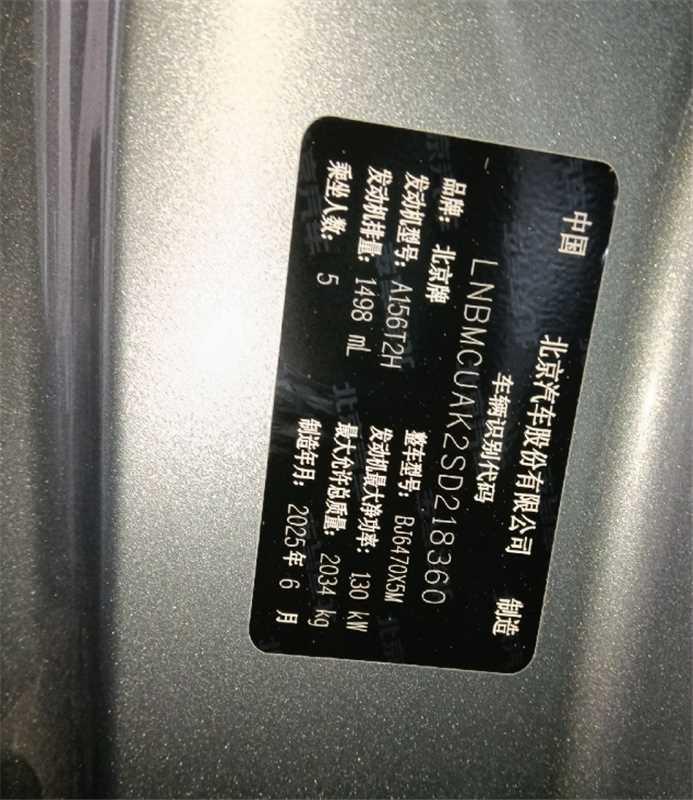 中国 北京汽车股份有限公司 制造
车辆识别代码
LNBMCUAK2SD218360
品牌: 北京牌 整车型号: BJ6470X5M
发动机型号: A156T2H 发动机最大净功率: 130 kW
发动机排量: 1498 mL 最大允许总质量: 2034 kg
乘坐人数: 5 制造年月: 2025年 6 月